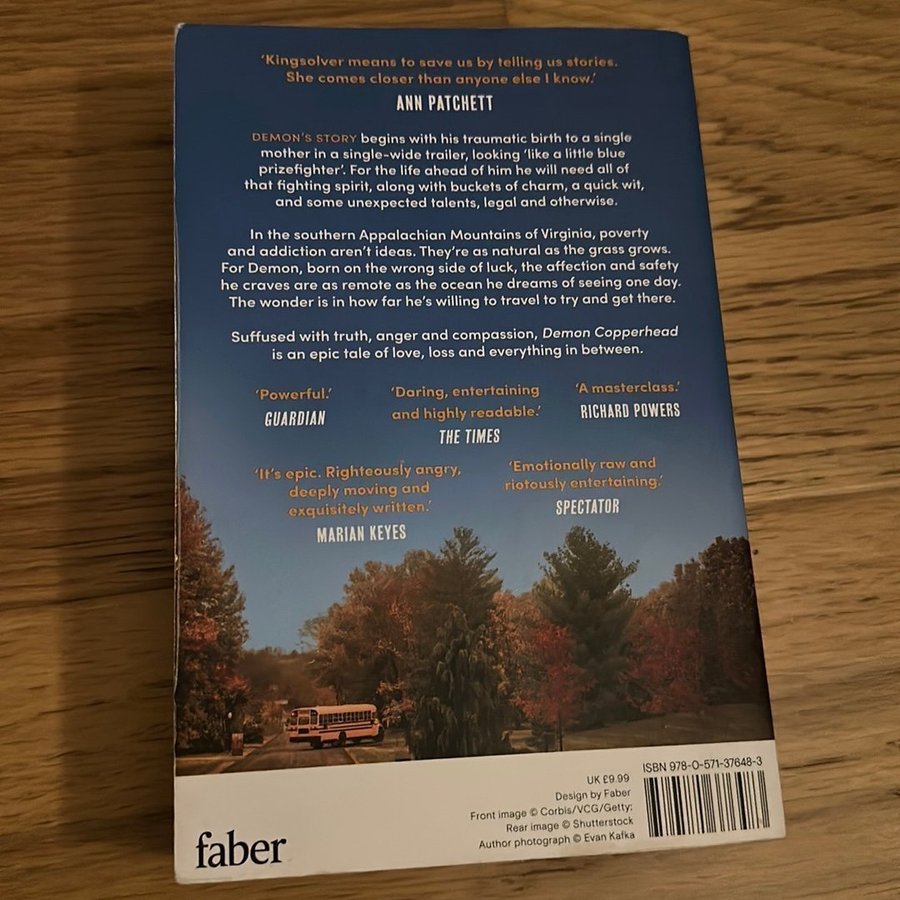 ‘Kingsolver means to save us by telling us stories.
She comes closer than anyone else I know.’
ANN PATCHETT
DEMON’S STORY begins with his traumatic birth to a single
mother in a single-wide trailer, looking ‘like a little blue
prizefighter’. For the life ahead of him he will need all of
that fighting spirit, along with buckets of charm, a quick wit,
and some unexpected talents, legal and otherwise.
In the southern Appalachian Mountains of Virginia, poverty
and addiction aren’t ideas. They’re as natural as the grass grows.
For Demon, born on the wrong side of luck, the affection and safety
he craves are as remote as the ocean he dreams of seeing one day.
The wonder is in how far he’s willing to travel to try and get there.
Suffused with truth, anger and compassion, Demon Copperhead
is an epic tale of love, loss and everything in between.
‘Powerful.’
GUARDIAN
‘Daring, entertaining
and highly readable.’
THE TIMES
‘A masterclass.’
RICHARD POWERS
‘It’s epic. Righteously angry,
deeply moving and
exquisitely written.’
MARIAN KEYES
‘Emotionally raw and
riotously entertaining.’
SPECTATOR
faber
UK £9.99
Design by Faber
Front image © Corbis/VCG/Getty;
Rear image © Shutterstock
Author photograph © Evan Kafka
ISBN 978-0-571-37648-3